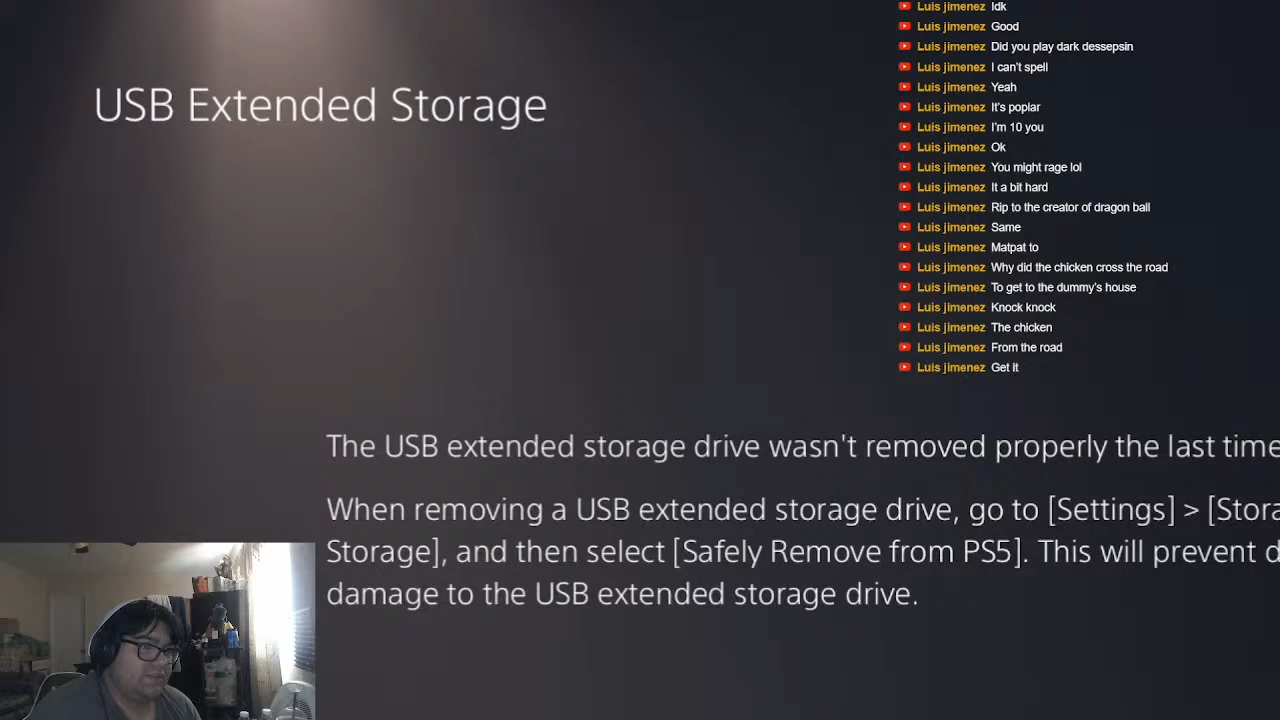 Luis jimenez Idk
Luis jimenez Good
Luis jimenez Did you play dark dessepsin
Luis jimenez I can't spell
Luis jimenez Yeah
Luis jimenez It's poplar
Luis jimenez I'm 10 you
Luis jimenez Ok
Luis jimenez You might rage lol
Luis jimenez It a bit hard
Luis jimenez Rip to the creator of dragon ball
Luis jimenez Same
Luis jimenez Matpat to
Luis jimenez Why did the chicken cross the road
Luis jimenez To get to the dummy's house
Luis jimenez Knock knock
Luis jimenez The chicken
Luis jimenez From the road
Luis jimenez Get it
USB Extended Storage
The USB extended storage drive wasn't removed properly the last time
When removing a USB extended storage drive, go to [Settings] > [Stora
Storage], and then select [Safely Remove from PS5]. This will prevent d
damage to the USB extended storage drive.